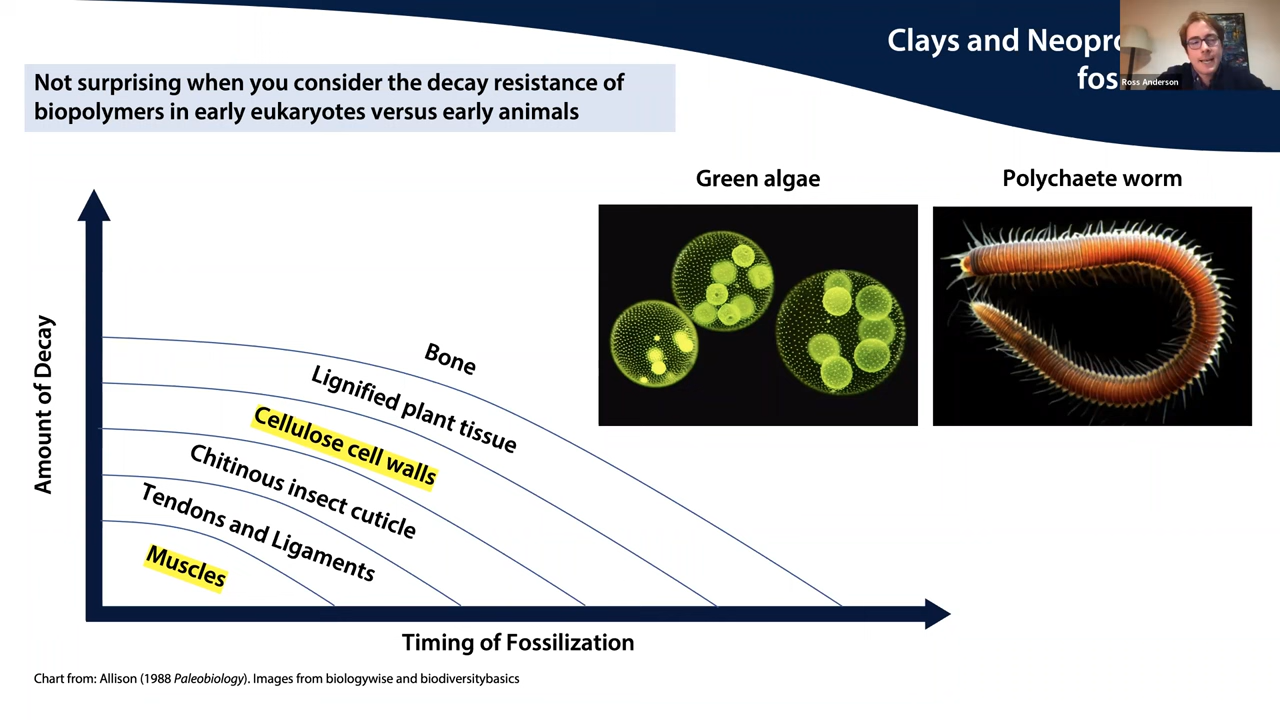 Clays and Neopro
fos
Ross Anderson
Not surprising when you consider the decay resistance of
biopolymers in early eukaryotes versus early animals
Green algae
Polychaete worm
Amount of Decay
Bone
Lignified plant tissue
Cellulose cell walls
Chitinous insect cuticle
Tendons and Ligaments
Muscles
Timing of Fossilization
Chart from: Allison (1988 Paleobiology). Images from biologywise and biodiversitybasics